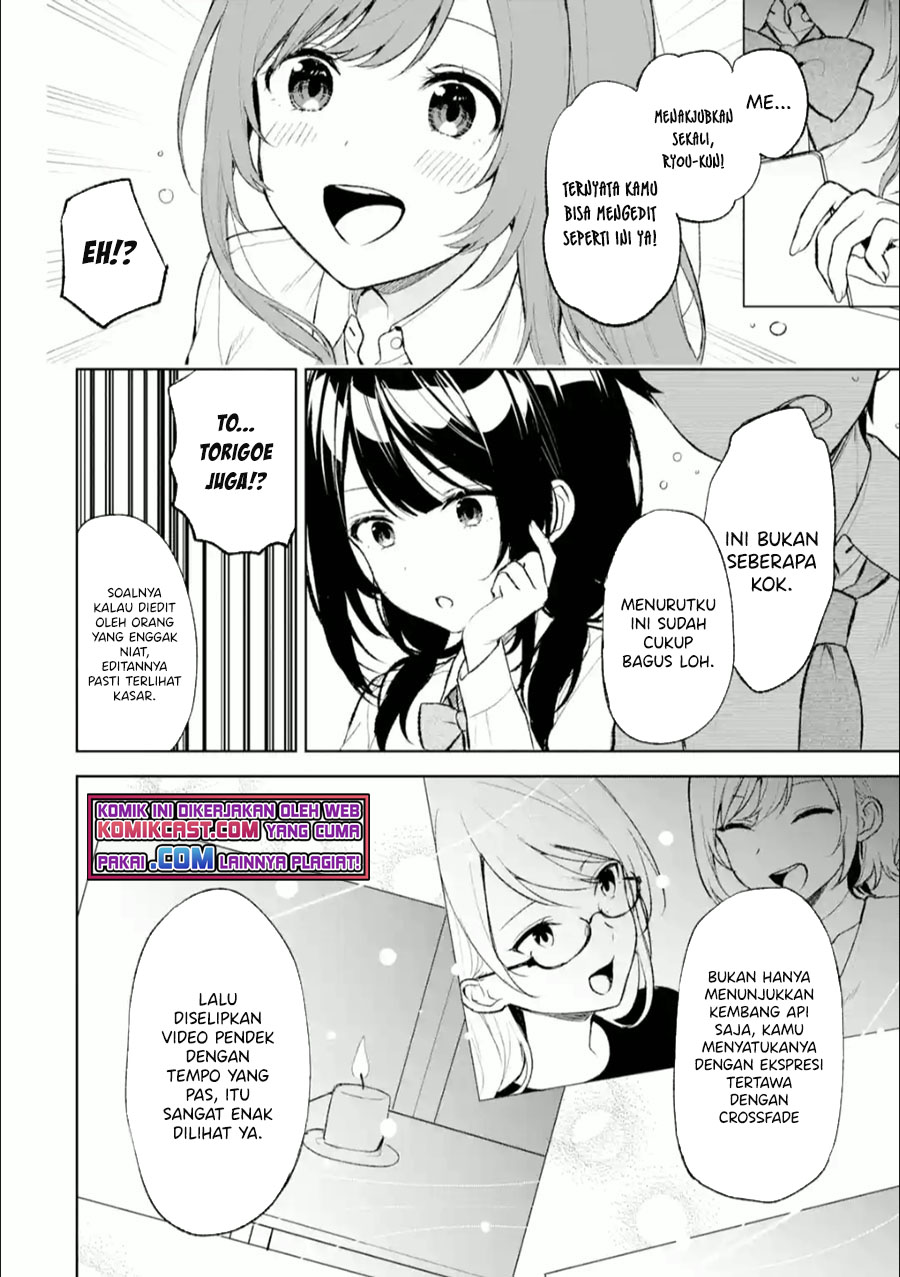 ME...
MENAKJUBKAN
SEKALI,
RYOU-KUN!
TERNYATA KAMU
BISA MENGEDIT
SEPERTI INI YA!
EH!?
INI BUKAN
SEBERAPA
KOK.
MENURUTKU
INI SUDAH
CUKUP
BAGUS LOH.
TO...
TORIGOE
JUGA!?
SOALNYA
KALAU DIEDIT
OLEH ORANG
YANG ENGGAK
NIAT,
EDITANNYA
PASTI TERLIHAT
KASAR.
KOMIK INI DIKERJAKAN OLEH WEB
KOMIKCAST.COM YANG CUMA
PAKAI .COM LAINNYA PLAGIAT!
BUKAN HANYA
MENUNJUKKAN
KEMBANG API
SAJA, KAMU
MENYATUKANYA
DENGAN EKSPRESI
TERTAWA
DENGAN
CROSSFADE
LALU
DISELIPKAN
VIDEO PENDEK
DENGAN
TEMPO YANG
PAS, ITU
SANGAT ENAK
DILIHAT YA.